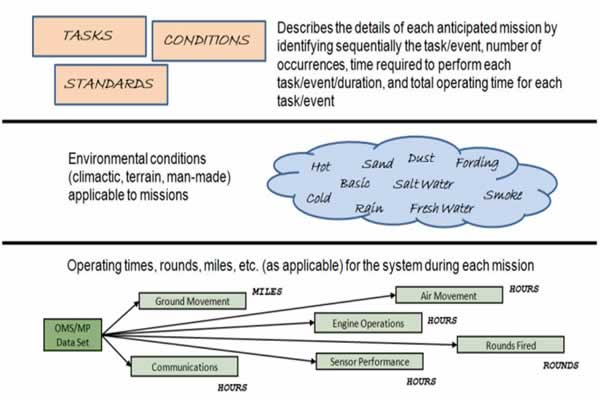 TASKS
CONDITIONS
STANDARDS
Describes the details of each anticipated mission by
identifying sequentially the task/event, number of
occurrences, time required to perform each
task/event/duration, and total operating time for each
task/event
Environmental conditions
(climactic, terrain, man-made)
applicable to missions
Hot
Sand
Dust
Fording
Basic
Salt Water
Cold
Smoke
Rain
Fresh Water
Operating times, rounds, miles, etc. (as applicable) for the system during each mission
Ground Movement
MILES
Air Movement
HOURS
OMS/MP
Data Set
Engine Operations
HOURS
Rounds Fired
ROUNDS
Communications
HOURS
Sensor Performance
HOURS